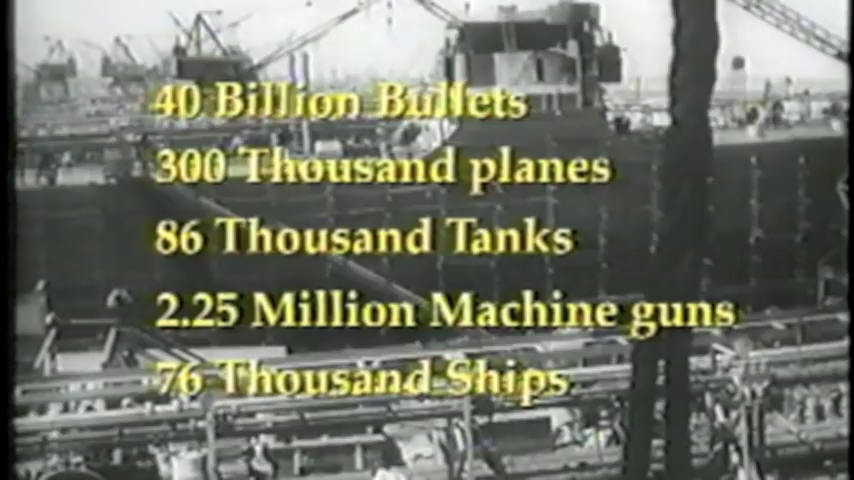 40 Billion Bullets
300 Thousand planes
86 Thousand Tanks
2.25 Million Machine guns
76 Thousand Ships